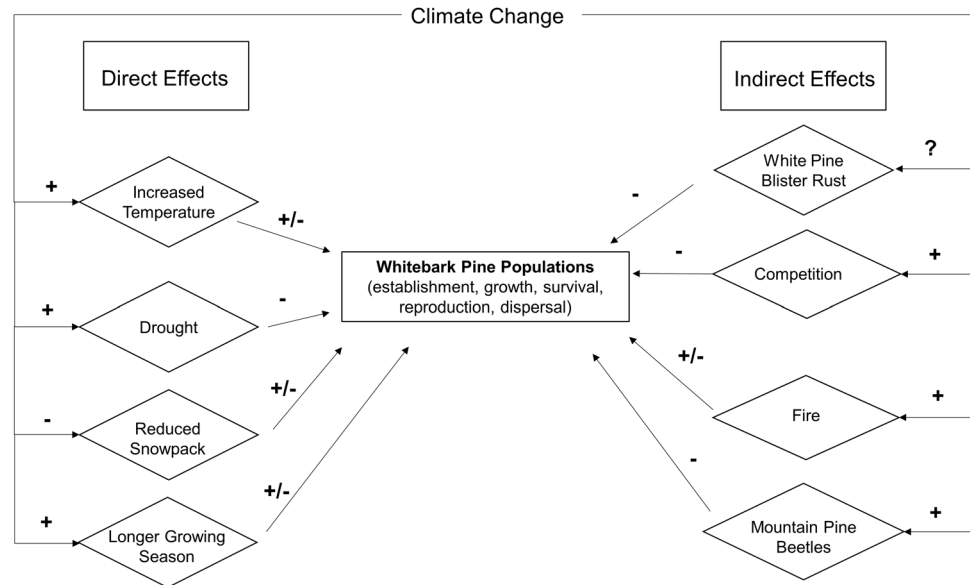 Climate Change
Direct Effects
Indirect Effects
+
Increased
Temperature
+/-
+
Drought
-
-
Reduced
Snowpack
+/-
+
Longer Growing
Season
+/-
Whitebark Pine Populations
(establishment, growth, survival,
reproduction, dispersal)
-
White Pine
Blister Rust
?
-
Competition
+
+/-
Fire
+
-
Mountain Pine
Beetles
+